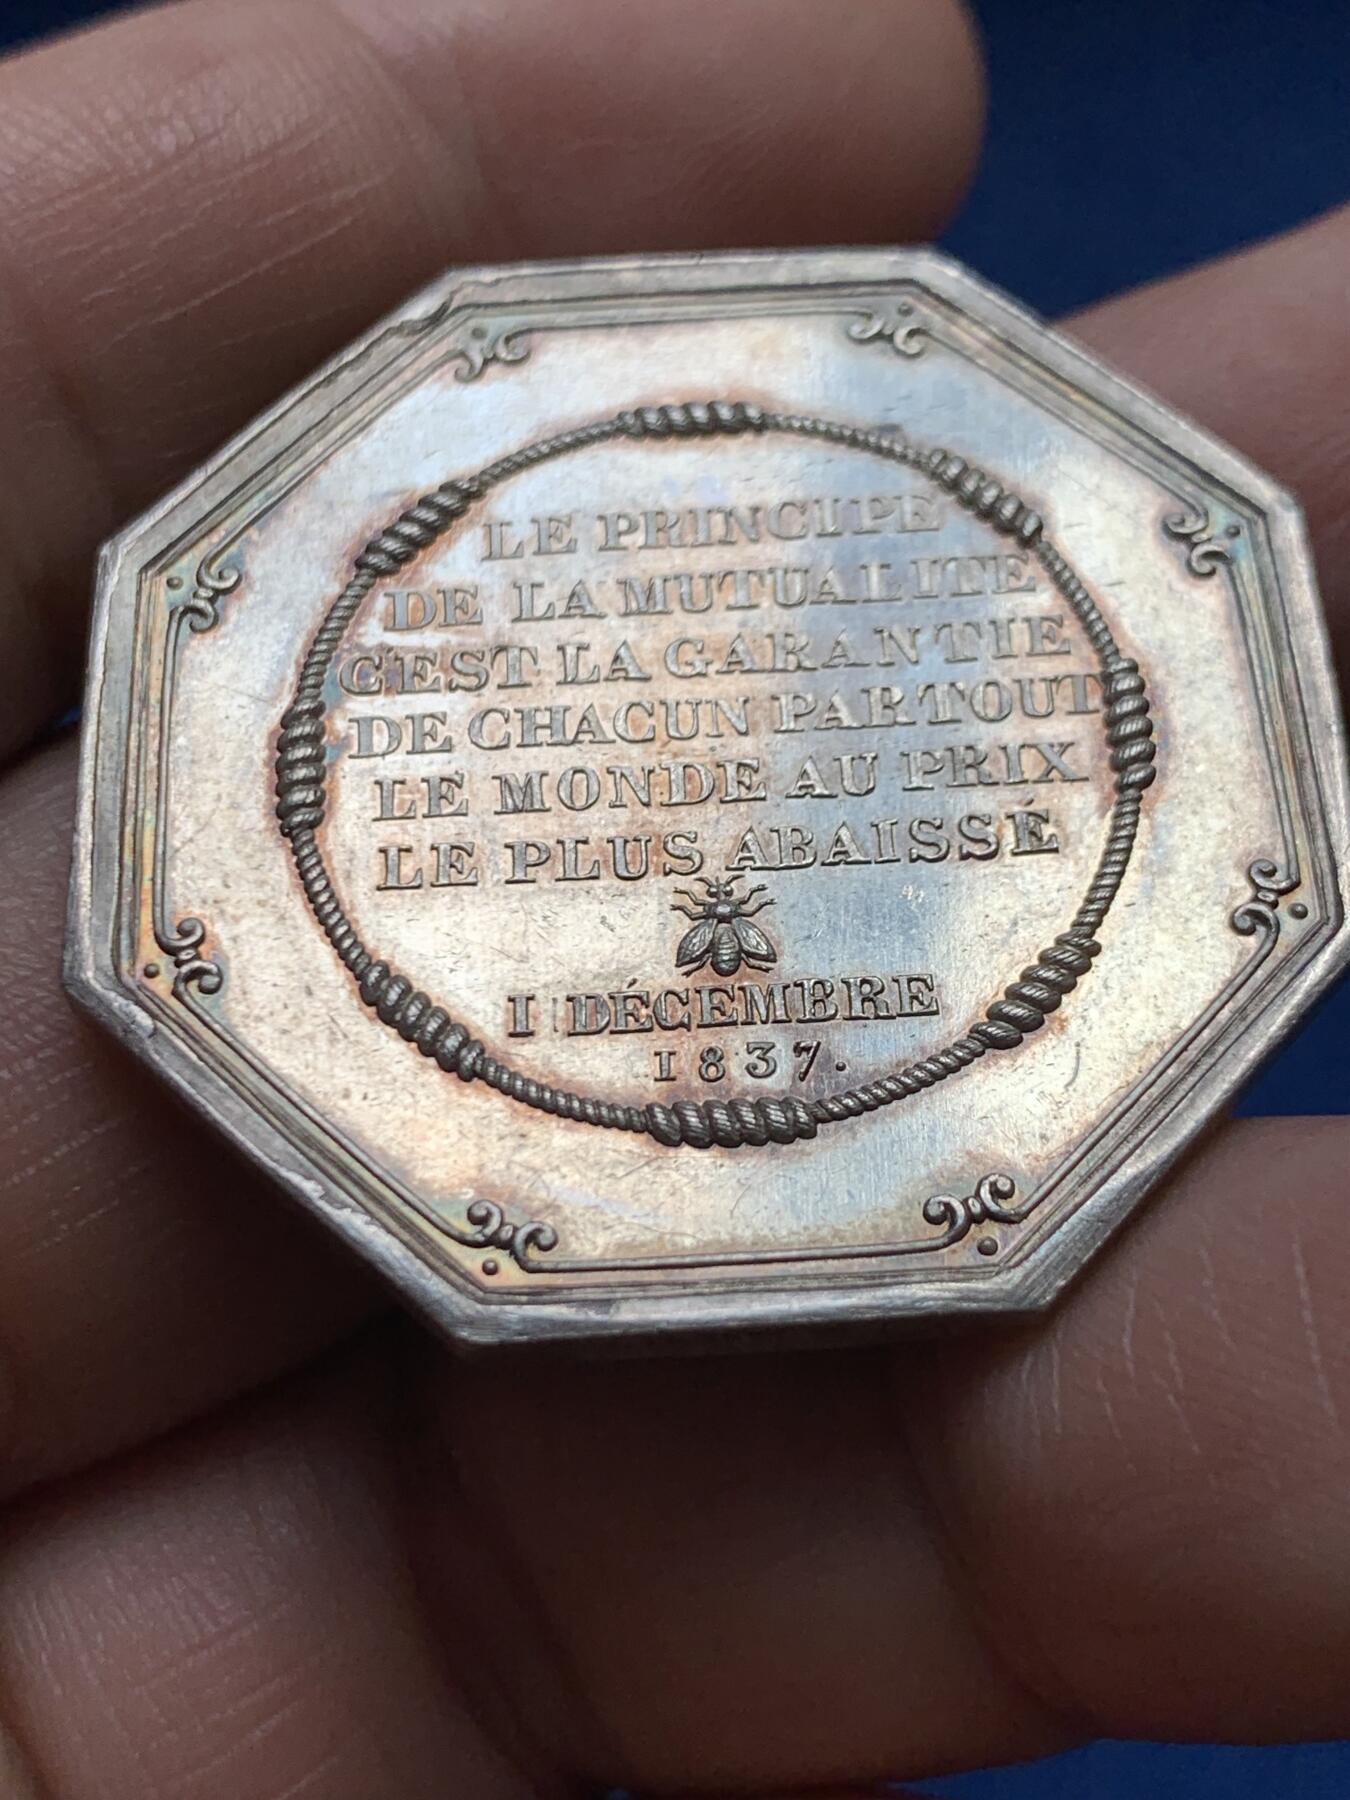 LE PRINCIPE
DE LA MUTUALITE
C'EST LA GARANTIE
DE CHACUN PARTOUT
LE MONDE AU PRIX
LE PLUS ABAISSÉ
I DÉCEMBRE
1837.